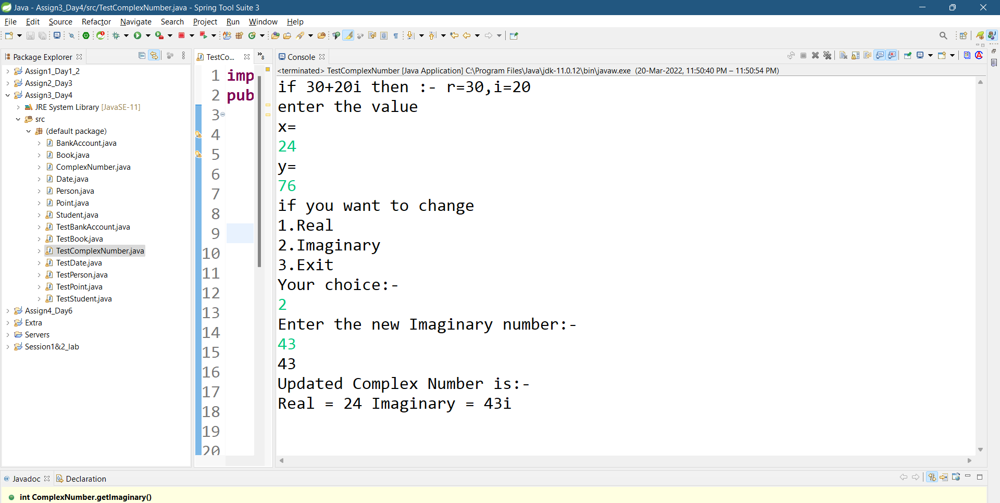 Java - Assign3_Day4/src/TestComplexNumber.java - Spring Tool Suite 3
File Edit Source Refactor Navigate Search Project Run Window Help
Package Explorer
Assign1_Day1_2
Assign2_Day3
Assign3_Day4
JRE System Library [JavaSE-11]
src
(default package)
BankAccount.java
Book.java
ComplexNumber.java
Date.java
Person.java
Point.java
Student.java
TestBankAccount.java
TestBook.java
TestComplexNumber.java
TestDate.java
TestPerson.java
TestPoint.java
TestStudent.java
Assign4_Day6
Extra
Servers
Session1&2_lab
TestCo...
»8
1 imp
2 pub
3
4
5
6
7
8
9
10
11
12
13
14
15
16
17
18
19
20
Console
<terminated> TestComplexNumber [Java Application] C:\Program Files\Java\jdk-11.0.12\bin\javaw.exe (20-Mar-2022, 11:50:40 PM – 11:50:54 PM)
if 30+20i then :- r=30,i=20
enter the value
x=
24
y=
76
if you want to change
1.Real
2.Imaginary
3.Exit
Your choice:-
2
Enter the new Imaginary number:-
43
43
Updated Complex Number is:-
Real = 24 Imaginary = 43i
@ Javadoc
Declaration
int ComplexNumber.getImaginary()